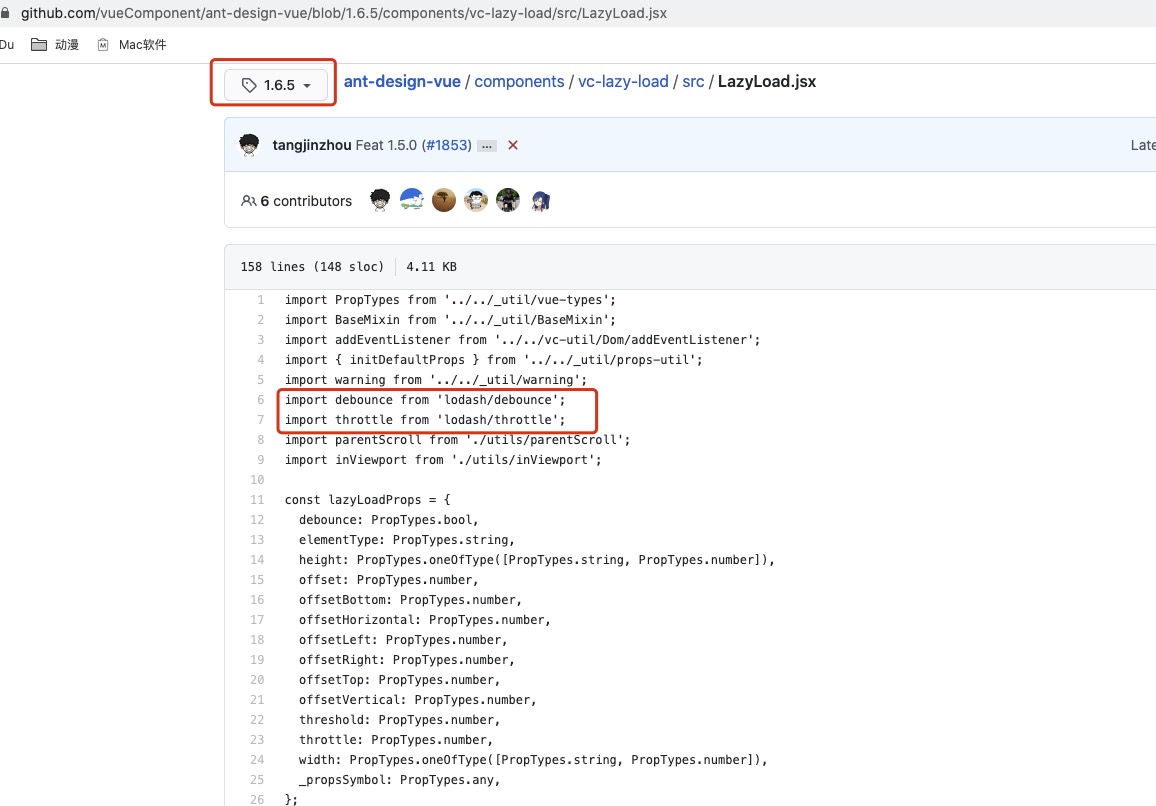 github.com/vueComponent/ant-design-vue/blob/1.6.5/components/vc-lazy-load/src/LazyLoad.jsx
Du 动漫 Mac软件
1.6.5 ant-design-vue / components / vc-lazy-load / src / LazyLoad.jsx
tangjinzhou Feat 1.5.0 (#1853) ... Late
6 contributors
158 lines (148 sloc) 4.11 KB
1 import PropTypes from '../../_util/vue-types';
2 import BaseMixin from '../../_util/BaseMixin';
3 import addEventListener from '../../vc-util/Dom/addEventListener';
4 import { initDefaultProps } from '../../_util/props-util';
5 import warning from '../../_util/warning';
6 import debounce from 'lodash/debounce';
7 import throttle from 'lodash/throttle';
8 import parentScroll from './utils/parentScroll';
9 import inViewport from './utils/inViewport';
10
11 const lazyLoadProps = {
12 debounce: PropTypes.bool,
13 elementType: PropTypes.string,
14 height: PropTypes.oneOfType([PropTypes.string, PropTypes.number]),
15 offset: PropTypes.number,
16 offsetBottom: PropTypes.number,
17 offsetHorizontal: PropTypes.number,
18 offsetLeft: PropTypes.number,
19 offsetRight: PropTypes.number,
20 offsetTop: PropTypes.number,
21 offsetVertical: PropTypes.number,
22 threshold: PropTypes.number,
23 throttle: PropTypes.number,
24 width: PropTypes.oneOfType([PropTypes.string, PropTypes.number]),
25 _propsSymbol: PropTypes.any,
26 };